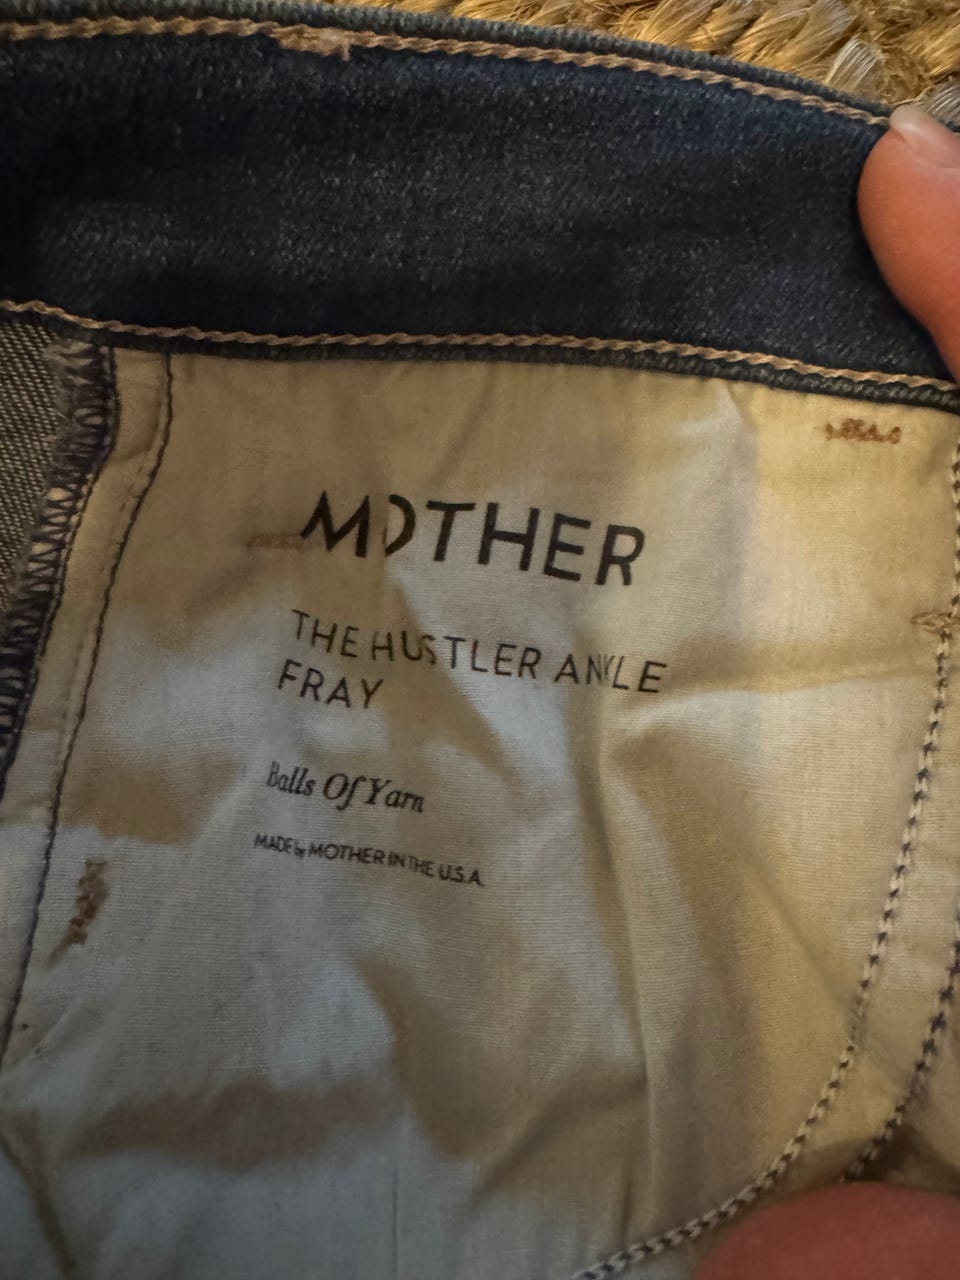 MOTHER
THE HUSTLER ANKLE
FRAY
Balls Of Yarn
MADE by MOTHER IN THE U.S.A.